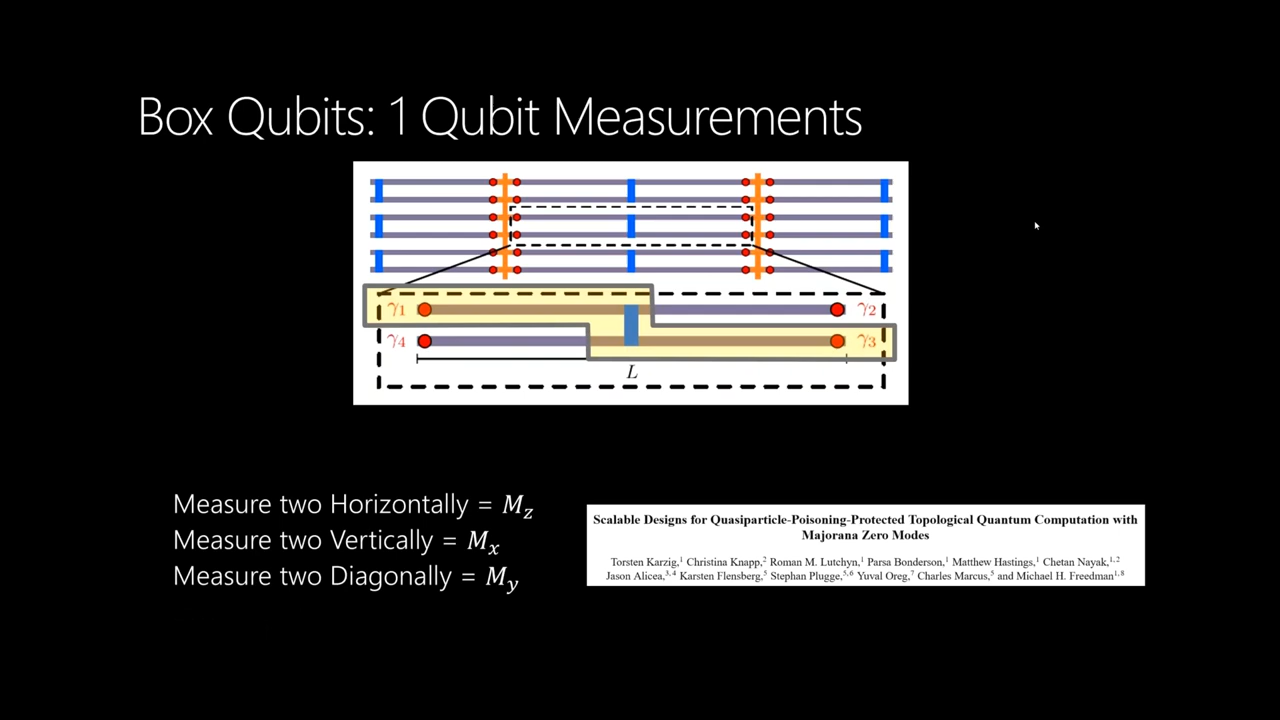 Box Qubits: 1 Qubit Measurements
γ₁ γ₂
γ₄ γ₃
L
Measure two Horizontally = M_z
Measure two Vertically = M_x
Measure two Diagonally = M_y
Scalable Designs for Quasiparticle-Poisoning-Protected Topological Quantum Computation with
Majorana Zero Modes
Torsten Karzig,¹ Christina Knapp,² Roman M. Lutchyn,¹ Parsa Bonderson,¹ Matthew Hastings,¹ Chetan Nayak,¹,²
Jason Alicea,³,⁴ Karsten Flensberg,⁵ Stephan Plugge,⁵,⁶ Yuval Oreg,⁷ Charles Marcus,⁵ and Michael H. Freedman¹,⁸